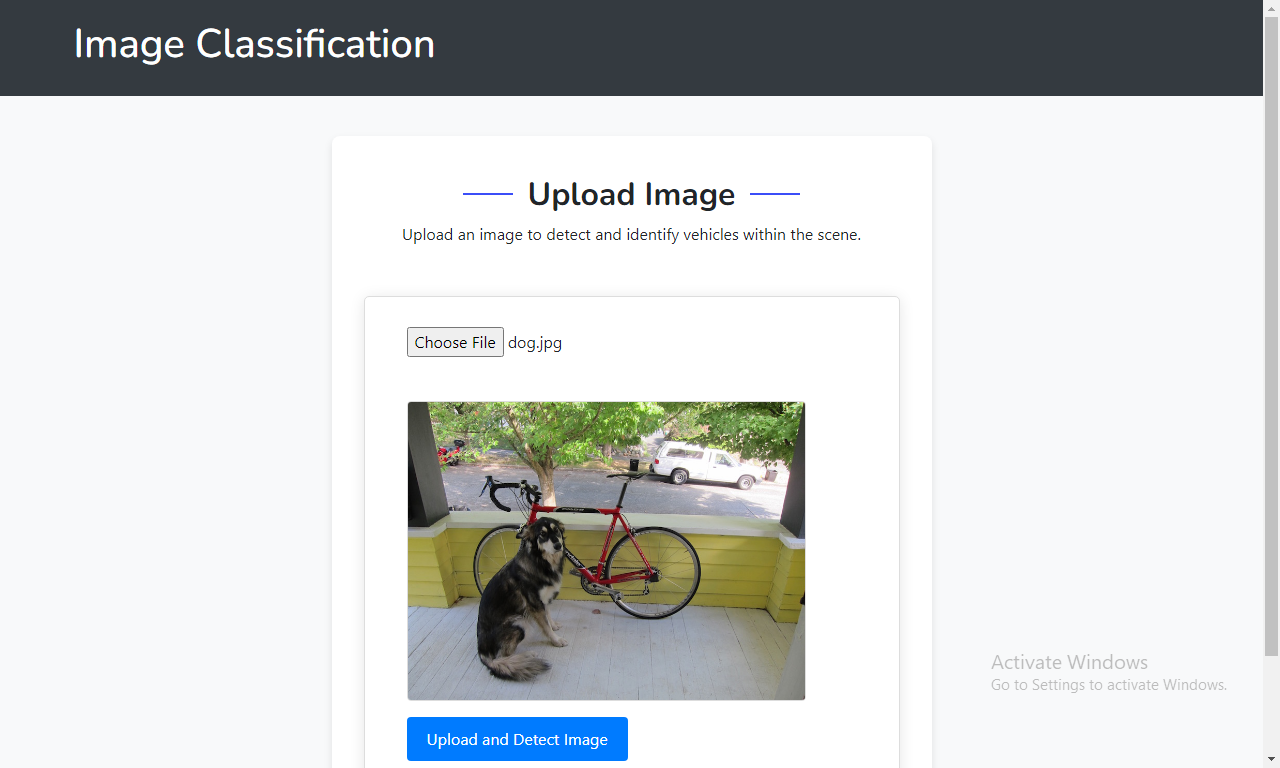 Image Classification
Upload Image
Upload an image to detect and identify vehicles within the scene.
Choose File dog.jpg
Upload and Detect Image
Activate Windows
Go to Settings to activate Windows.